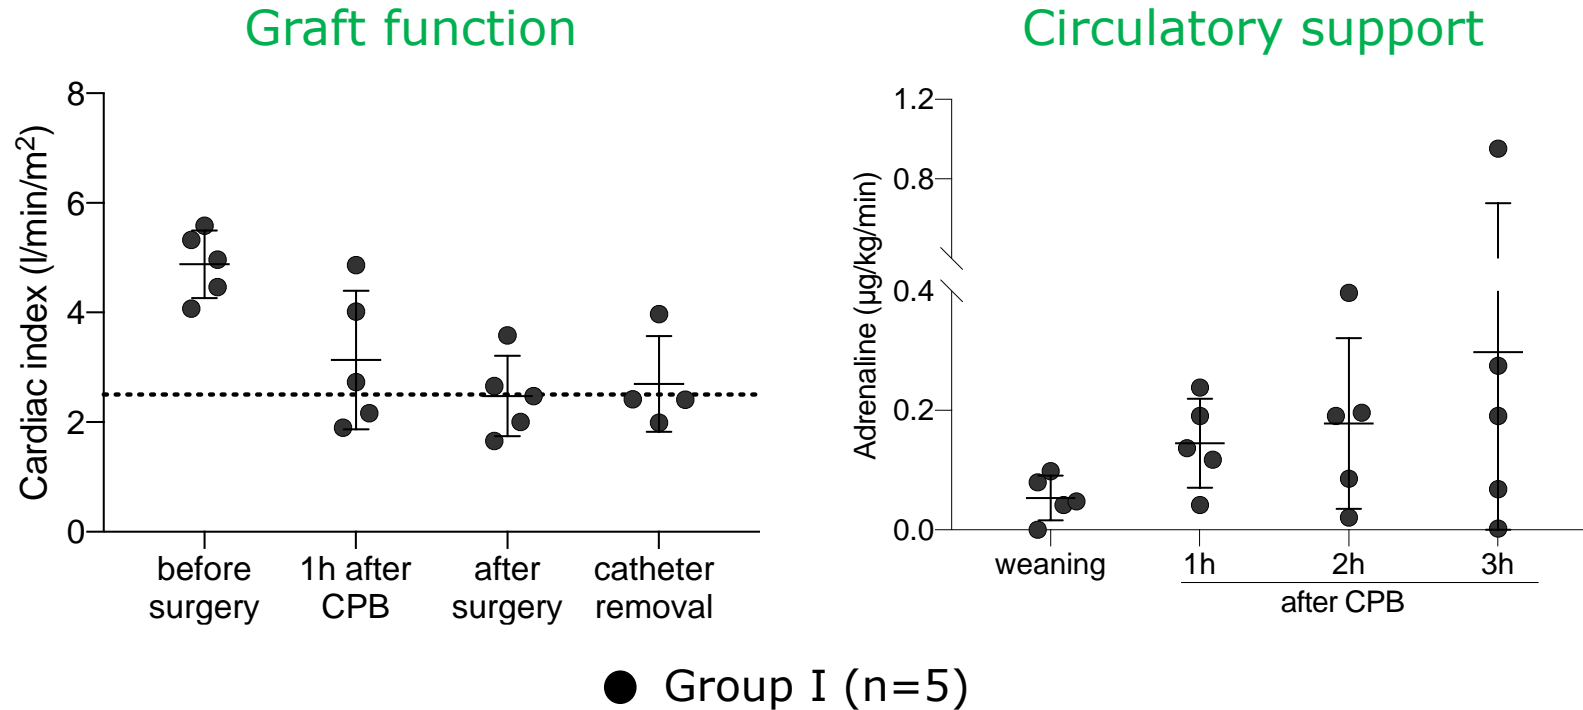 Graft function
Circulatory support
Cardiac index (l/min/m²)
8
6
4
2
0
before surgery
1h after CPB
after surgery
catheter removal
Adrenaline (µg/kg/min)
1.2
0.8
0.4
0.2
0.0
weaning
1h
2h
3h
after CPB
Group I (n=5)